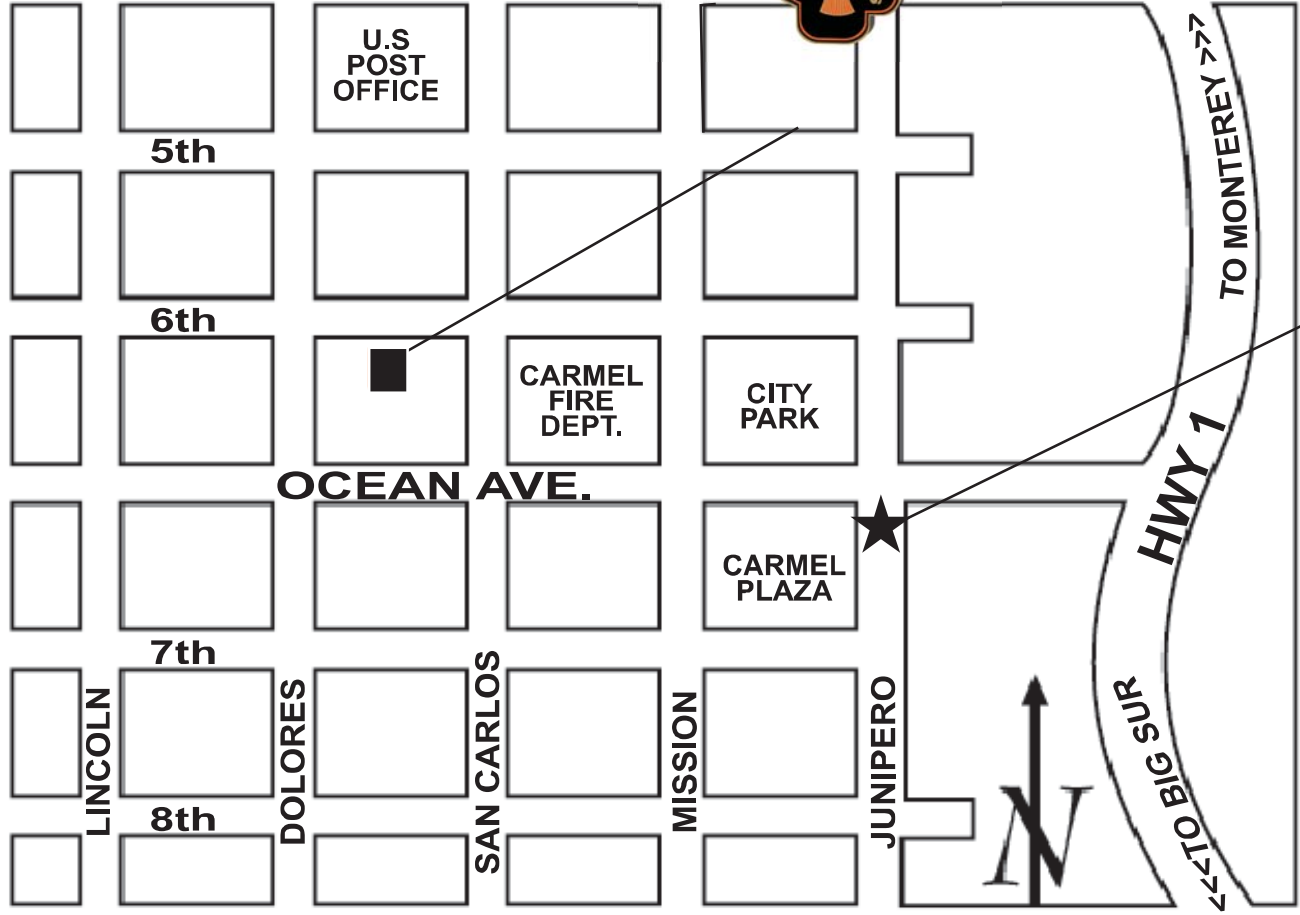 U.S
POST
OFFICE
5th
TO MONTEREY >>>
6th
CARMEL
FIRE
DEPT.
CITY
PARK
OCEAN AVE.
HWY 1
CARMEL
PLAZA
7th
LINCOLN
DOLORES
SAN CARLOS
MISSION
JUNIPERO
<<<TO BIG SUR
8th
N